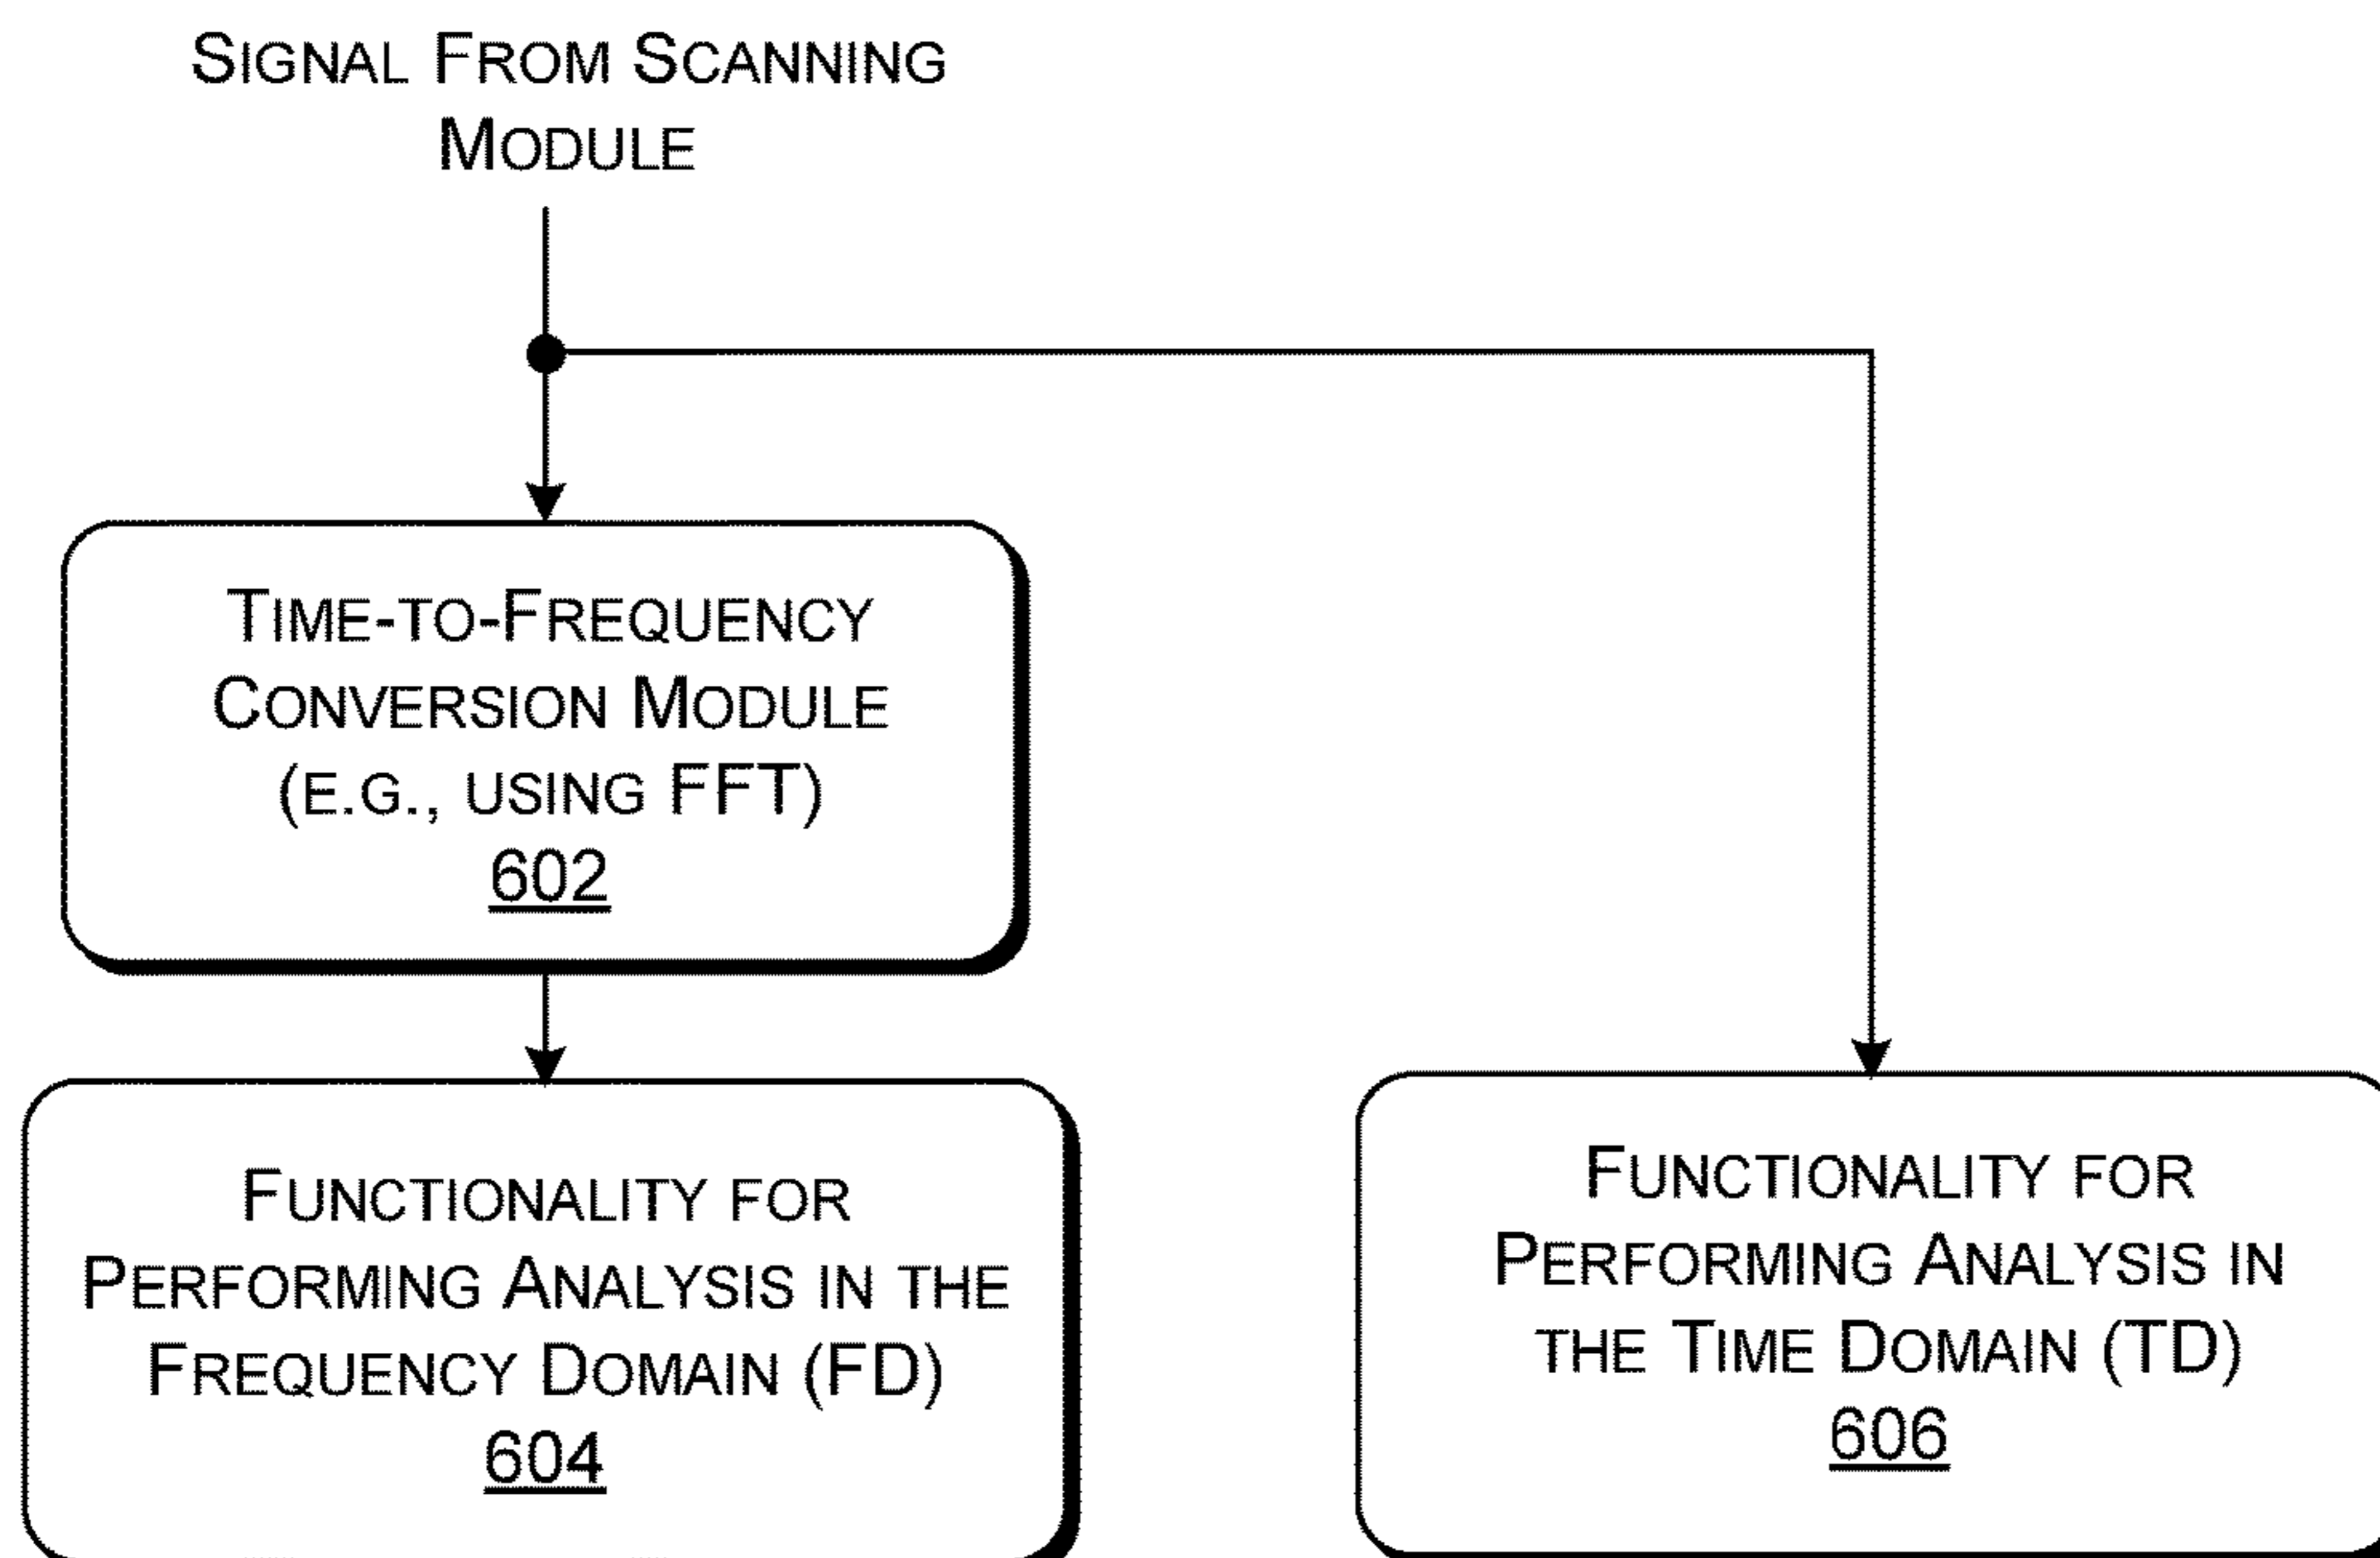 SIGNAL FROM SCANNING
MODULE
TIME-TO-FREQUENCY
CONVERSION MODULE
(E.G., USING FFT)
602
FUNCTIONALITY FOR
PERFORMING ANALYSIS IN THE
FREQUENCY DOMAIN (FD)
604
FUNCTIONALITY FOR
PERFORMING ANALYSIS IN
THE TIME DOMAIN (TD)
606